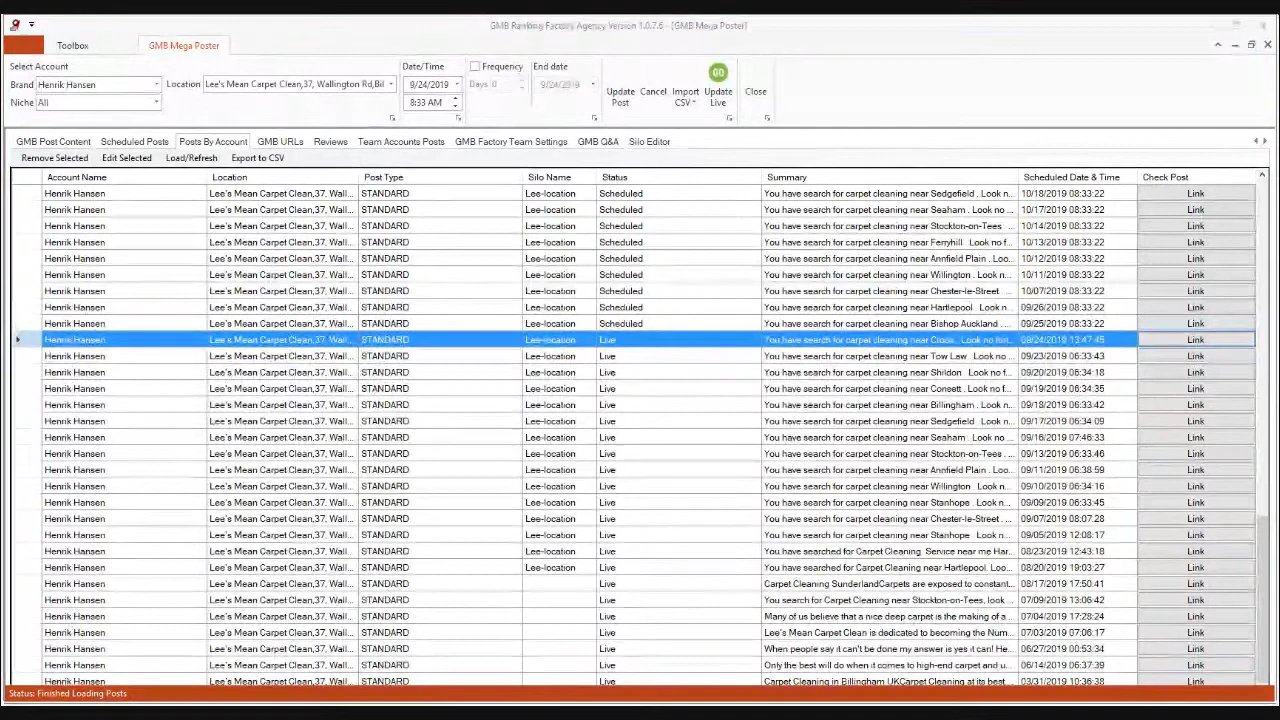 GMB Ranking Factory Agency Version 1.0.7.6 - [GMB Mega Poster]
Toolbox GMB Mega Poster
Select Account Date/Time Frequency End date
Brand Henrik Hansen Location Lee's Mean Carpet Clean,37, Wallington Rd,Bil 9/24/2019 Days 0 9/24/2019 Update Post Cancel Import CSV GO Update Live Close
Niche All 8:33 AM
GMB Post Content Scheduled Posts Posts By Account GMB URLs Reviews Team Accounts Posts GMB Factory Team Settings GMB Q&A Silo Editor
Remove Selected Edit Selected Load/Refresh Export to CSV
Account Name Location Post Type Silo Name Status Summary Scheduled Date & Time Check Post
Henrik Hansen Lee's Mean Carpet Clean,37, Wall... STANDARD Lee-location Scheduled You have search for carpet cleaning near Sedgefield . Look n... 10/18/2019 08:33:22 Link
Henrik Hansen Lee's Mean Carpet Clean,37, Wall... STANDARD Lee-location Scheduled You have search for carpet cleaning near Seaham . Look no ... 10/17/2019 08:33:22 Link
Henrik Hansen Lee's Mean Carpet Clean,37, Wall... STANDARD Lee-location Scheduled You have search for carpet cleaning near Stockton-on-Tees ... 10/14/2019 08:33:22 Link
Henrik Hansen Lee's Mean Carpet Clean,37, Wall... STANDARD Lee-location Scheduled You have search for carpet cleaning near Ferryhill . Look no f... 10/13/2019 08:33:22 Link
Henrik Hansen Lee's Mean Carpet Clean,37, Wall... STANDARD Lee-location Scheduled You have search for carpet cleaning near Annfield Plain . Loo... 10/12/2019 08:33:22 Link
Henrik Hansen Lee's Mean Carpet Clean,37, Wall... STANDARD Lee-location Scheduled You have search for carpet cleaning near Willington . Look n... 10/11/2019 08:33:22 Link
Henrik Hansen Lee's Mean Carpet Clean,37, Wall... STANDARD Lee-location Scheduled You have search for carpet cleaning near Chester-le-Street . ... 10/07/2019 08:33:22 Link
Henrik Hansen Lee's Mean Carpet Clean,37, Wall... STANDARD Lee-location Scheduled You have search for carpet cleaning near Hartlepool . Look n... 09/26/2019 08:33:22 Link
Henrik Hansen Lee's Mean Carpet Clean,37, Wall... STANDARD Lee-location Scheduled You have search for carpet cleaning near Bishop Auckland . ... 09/25/2019 08:33:22 Link
Henrik Hansen Lee's Mean Carpet Clean,37, Wall... STANDARD Lee-location Live You have search for carpet cleaning near Crook . Look no furt... 09/24/2019 13:47:45 Link
Henrik Hansen Lee's Mean Carpet Clean,37, Wall... STANDARD Lee-location Live You have search for carpet cleaning near Tow Law . Look no... 09/23/2019 06:33:43 Link
Henrik Hansen Lee's Mean Carpet Clean,37, Wall... STANDARD Lee-location Live You have search for carpet cleaning near Shildon . Look no f... 09/20/2019 06:34:18 Link
Henrik Hansen Lee's Mean Carpet Clean,37, Wall... STANDARD Lee-location Live You have search for carpet cleaning near Consett . Look no f... 09/19/2019 06:34:35 Link
Henrik Hansen Lee's Mean Carpet Clean,37, Wall... STANDARD Lee-location Live You have search for carpet cleaning near Billingham . Look n... 09/18/2019 06:33:42 Link
Henrik Hansen Lee's Mean Carpet Clean,37, Wall... STANDARD Lee-location Live You have search for carpet cleaning near Sedgefield . Look n... 09/17/2019 06:34:09 Link
Henrik Hansen Lee's Mean Carpet Clean,37, Wall... STANDARD Lee-location Live You have search for carpet cleaning near Seaham . Look no ... 09/16/2019 07:46:33 Link
Henrik Hansen Lee's Mean Carpet Clean,37, Wall... STANDARD Lee-location Live You have search for carpet cleaning near Stockton-on-Tees ... 09/13/2019 06:33:46 Link
Henrik Hansen Lee's Mean Carpet Clean,37, Wall... STANDARD Lee-location Live You have search for carpet cleaning near Annfield Plain . Loo... 09/11/2019 06:38:59 Link
Henrik Hansen Lee's Mean Carpet Clean,37, Wall... STANDARD Lee-location Live You have search for carpet cleaning near Willington . Look n... 09/10/2019 06:34:16 Link
Henrik Hansen Lee's Mean Carpet Clean,37, Wall... STANDARD Lee-location Live You have search for carpet cleaning near Stanhope . Look n... 09/09/2019 06:33:45 Link
Henrik Hansen Lee's Mean Carpet Clean,37, Wall... STANDARD Lee-location Live You have search for carpet cleaning near Chester-le-Street . ... 09/07/2019 08:07:28 Link
Henrik Hansen Lee's Mean Carpet Clean,37, Wall... STANDARD Lee-location Live You have search for carpet cleaning near Stanhope . Look n... 09/05/2019 12:08:17 Link
Henrik Hansen Lee's Mean Carpet Clean,37, Wall... STANDARD Lee-location Live You have searched for Carpet Cleaning Service near me Har... 08/23/2019 12:43:18 Link
Henrik Hansen Lee's Mean Carpet Clean,37, Wall... STANDARD Lee-location Live You have searched for Carpet Cleaning near Hartlepool. Loo... 08/20/2019 19:03:27 Link
Henrik Hansen Lee's Mean Carpet Clean,37, Wall... STANDARD Live Carpet Cleaning SunderlandCarpets are exposed to constant... 08/17/2019 17:50:41 Link
Henrik Hansen Lee's Mean Carpet Clean,37, Wall... STANDARD Live You search for Carpet Cleaning near Stockton-on-Tees, look ... 07/09/2019 13:06:42 Link
Henrik Hansen Lee's Mean Carpet Clean,37, Wall... STANDARD Live Many of us believe that a nice deep carpet is the making of a ... 07/04/2019 17:28:24 Link
Henrik Hansen Lee's Mean Carpet Clean,37, Wall... STANDARD Live Lee's Mean Carpet Clean is dedicated to becoming the Num... 07/03/2019 07:06:17 Link
Henrik Hansen Lee's Mean Carpet Clean,37, Wall... STANDARD Live When people say it can't be done my answer is yes it can! He... 06/27/2019 00:53:34 Link
Henrik Hansen Lee's Mean Carpet Clean,37, Wall... STANDARD Live Only the best will do when it comes to high-end carpet and u... 06/14/2019 06:37:39 Link
Henrik Hansen Lee's Mean Carpet Clean,37, Wall... STANDARD Live Carpet Cleaning in Billingham UKCarpet Cleaning at its best... 03/31/2019 10:36:38 Link
Status: Finished Loading Posts